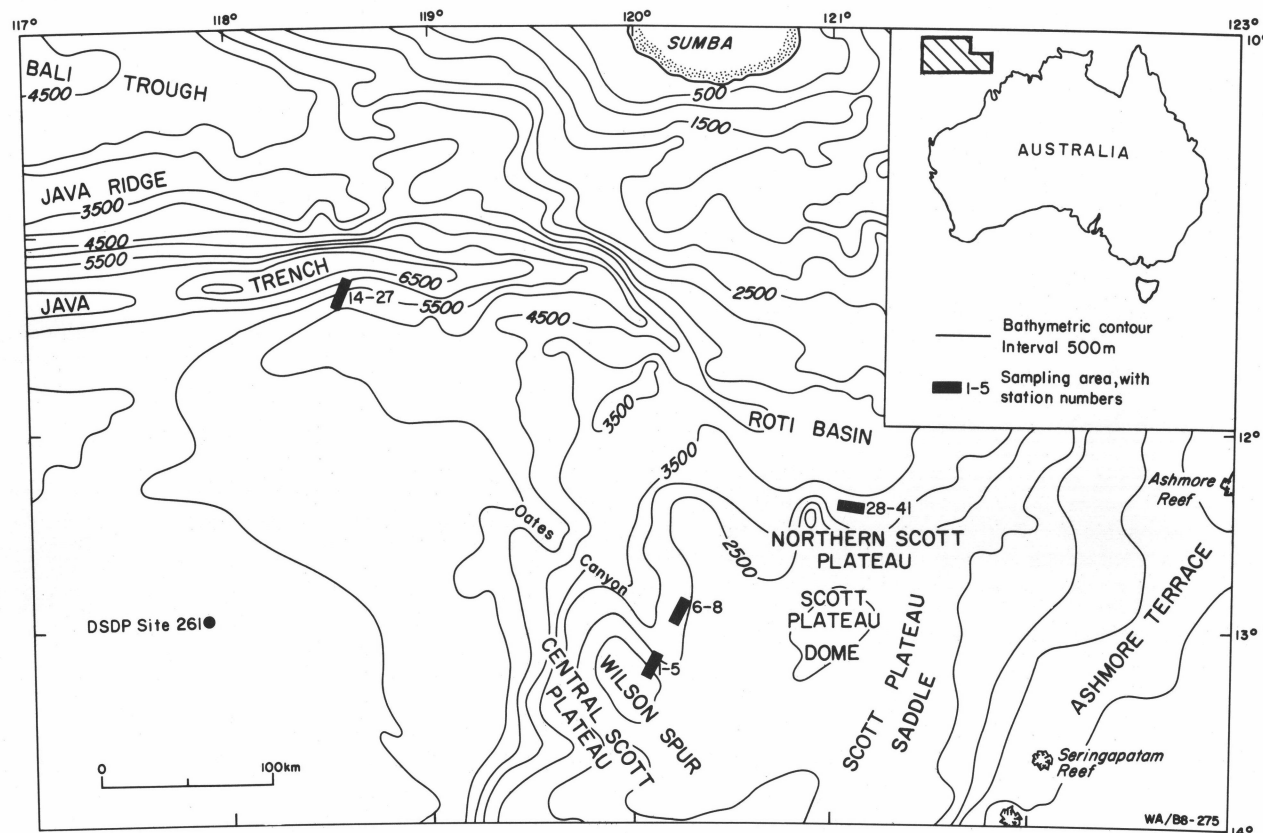 117°
118°
119°
120°
121°
123°
10°
SUMBA
BALI
TROUGH
4500
500
1500
AUSTRALIA
JAVA RIDGE
3500
4500
5500
TRENCH
6500
JAVA
14-27
5500
4500
2500
Bathymetric contour
Interval 500m
1-5
Sampling area, with
station numbers
3500
ROTI BASIN
12°
3500
Ashmore
Reef
28-41
Oates
Canyon
2500
NORTHERN SCOTT
PLATEAU
6-8
SCOTT
PLATEAU
DOME
DSDP Site 261
13°
1-5
CENTRAL SCOTT
PLATEAU
WILSON SPUR
SCOTT PLATEAU
SADDLE
ASHMORE TERRACE
Seringapatam
Reef
0
100km
WA/B8-275
14°